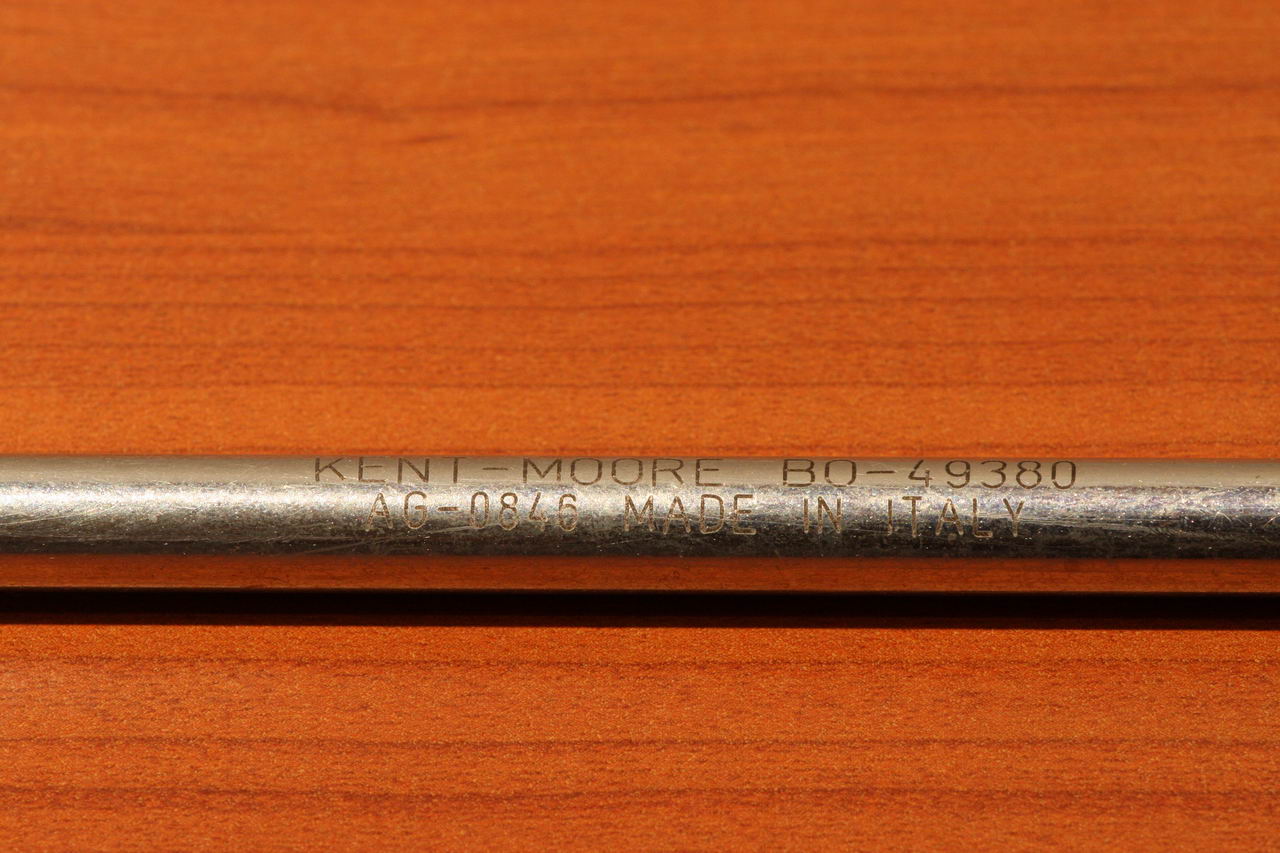 KENT-MOORE BO-49380
AG-0846 MADE IN ITALY